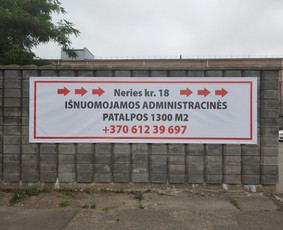 Neries kr. 18
IŠNUOMOJAMOS ADMINISTRACINĖS
PATALPOS 1300 M2
+370 612 39 697